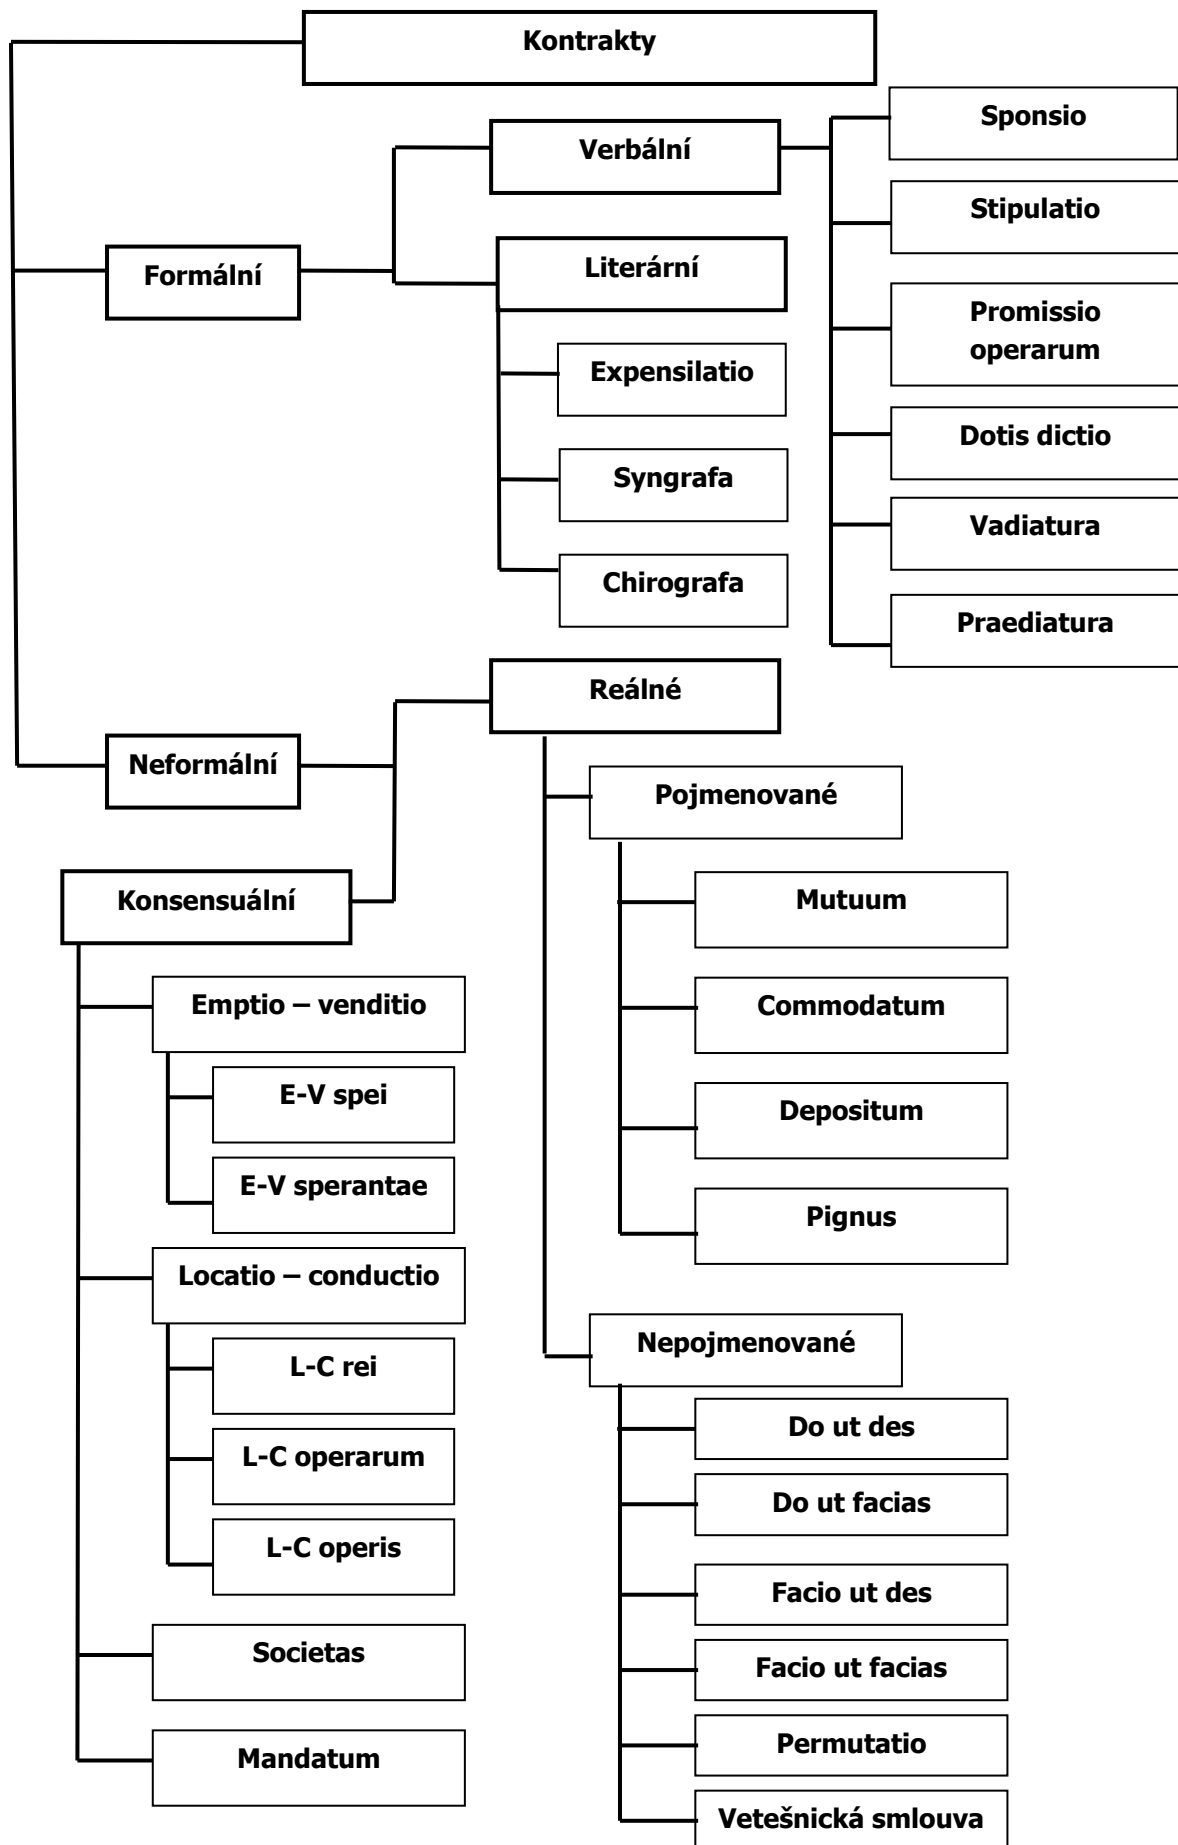 Kontrakty
Formální
Verbální
Sponsio
Stipulatio
Promissio
operarum
Dotis dictio
Vadiatura
Praediatura
Literární
Expensilatio
Syngrafa
Chirografa
Neformální
Reálné
Pojmenované
Mutuum
Commodatum
Depositum
Pignus
Nepojmenované
Do ut des
Do ut facias
Facio ut des
Facio ut facias
Permutatio
Vetešnická smlouva
Konsensuální
Emptio – venditio
E-V spei
E-V sperantae
Locatio – conductio
L-C rei
L-C operarum
L-C operis
Societas
Mandatum